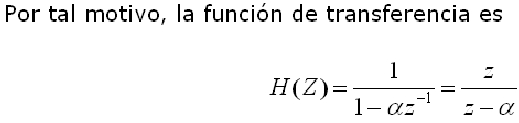 Por tal motivo, la función de transferencia es
H(Z) = 1/(1 − αz⁻¹) = z/(z − α)